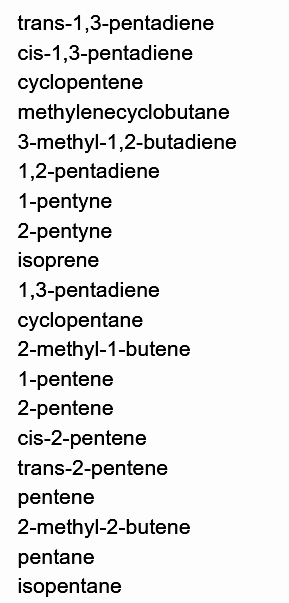 trans-1,3-pentadiene
cis-1,3-pentadiene
cyclopentene
methylenecyclobutane
3-methyl-1,2-butadiene
1,2-pentadiene
1-pentyne
2-pentyne
isoprene
1,3-pentadiene
cyclopentane
2-methyl-1-butene
1-pentene
2-pentene
cis-2-pentene
trans-2-pentene
pentene
2-methyl-2-butene
pentane
isopentane